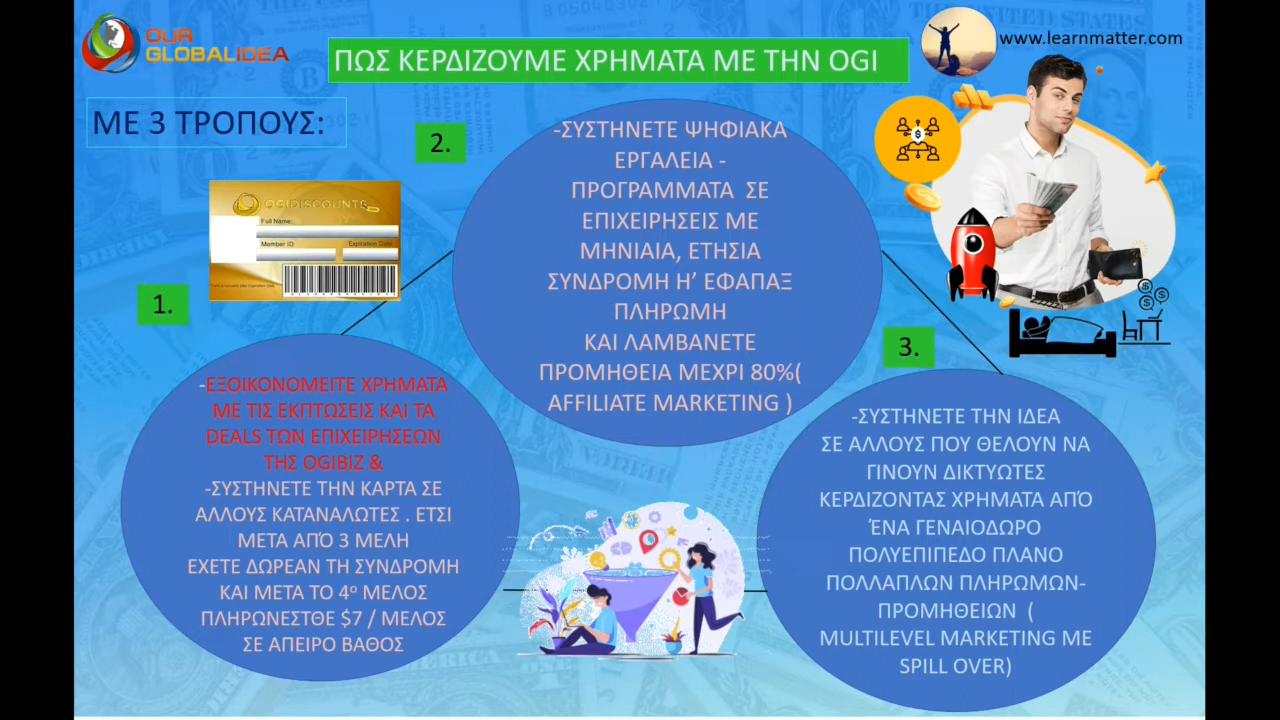 OUR
GLOBALIDEA
ΠΩΣ ΚΕΡΔΙΖΟΥΜΕ ΧΡΗΜΑΤΑ ΜΕ ΤΗΝ OGI
www.learnmatter.com
ΜΕ 3 ΤΡΟΠΟΥΣ:
1.
OGIDISCOUNTS
Full Name:
Member ID
Expiration Date
-ΕΞΟΙΚΟΝΟΜΕΙΤΕ ΧΡΗΜΑΤΑ
ΜΕ ΤΙΣ ΕΚΠΤΩΣΕΙΣ ΚΑΙ ΤΑ
DEALS ΤΩΝ ΕΠΙΧΕΙΡΗΣΕΩΝ
ΤΗΣ OGIBIZ &
-ΣΥΣΤΗΝΕΤΕ ΤΗΝ ΚΑΡΤΑ ΣΕ
ΑΛΛΟΥΣ ΚΑΤΑΝΑΛΩΤΕΣ . ΕΤΣΙ
ΜΕΤΑ ΑΠΌ 3 ΜΕΛΗ
ΕΧΕΤΕ ΔΩΡΕΑΝ ΤΗ ΣΥΝΔΡΟΜΗ
ΚΑΙ ΜΕΤΑ ΤΟ 4ο ΜΕΛΟΣ
ΠΛΗΡΩΝΕΣΤΘΕ $7 / ΜΕΛΟΣ
ΣΕ ΑΠΕΙΡΟ ΒΑΘΟΣ
2.
-ΣΥΣΤΗΝΕΤΕ ΨΗΦΙΑΚΑ
ΕΡΓΑΛΕΙΑ -
ΠΡΟΓΡΑΜΜΑΤΑ ΣΕ
ΕΠΙΧΕΙΡΗΣΕΙΣ ΜΕ
ΜΗΝΙΑΙΑ, ΕΤΗΣΙΑ
ΣΥΝΔΡΟΜΗ Η’ ΕΦΑΠΑΞ
ΠΛΗΡΩΜΗ
ΚΑΙ ΛΑΜΒΑΝΕΤΕ
ΠΡΟΜΗΘΕΙΑ ΜΕΧΡΙ 80%(
AFFILIATE MARKETING )
3.
-ΣΥΣΤΗΝΕΤΕ ΤΗΝ ΙΔΕΑ
ΣΕ ΑΛΛΟΥΣ ΠΟΥ ΘΕΛΟΥΝ ΝΑ
ΓΙΝΟΥΝ ΔΙΚΤΥΩΤΕΣ
ΚΕΡΔΙΖΟΝΤΑΣ ΧΡΗΜΑΤΑ ΑΠΌ
ΈΝΑ ΓΕΝΑΙΟΔΩΡΟ
ΠΟΛΥΕΠΙΠΕΔΟ ΠΛΑΝΟ
ΠΟΛΛΑΠΛΩΝ ΠΛΗΡΩΜΩΝ-
ΠΡΟΜΗΘΕΙΩΝ (
MULTILEVEL MARKETING ΜΕ
SPILL OVER)